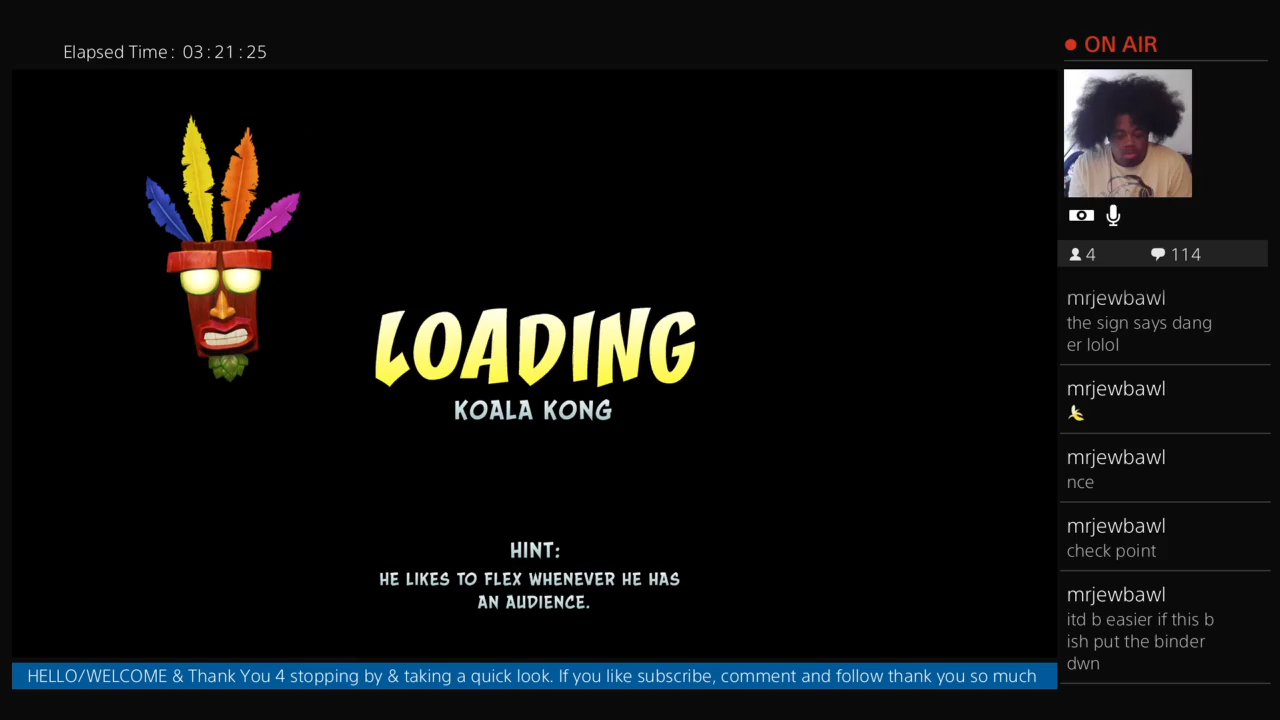 Elapsed Time: 03:21:25
ON AIR
4 114
LOADING
KOALA KONG
HINT:
HE LIKES TO FLEX WHENEVER HE HAS
AN AUDIENCE.
mrjewbawl
the sign says dang
er lolol
mrjewbawl
mrjewbawl
nce
mrjewbawl
check point
mrjewbawl
itd b easier if this b
ish put the binder
dwn
HELLO/WELCOME & Thank You 4 stopping by & taking a quick look. If you like subscribe, comment and follow thank you so much